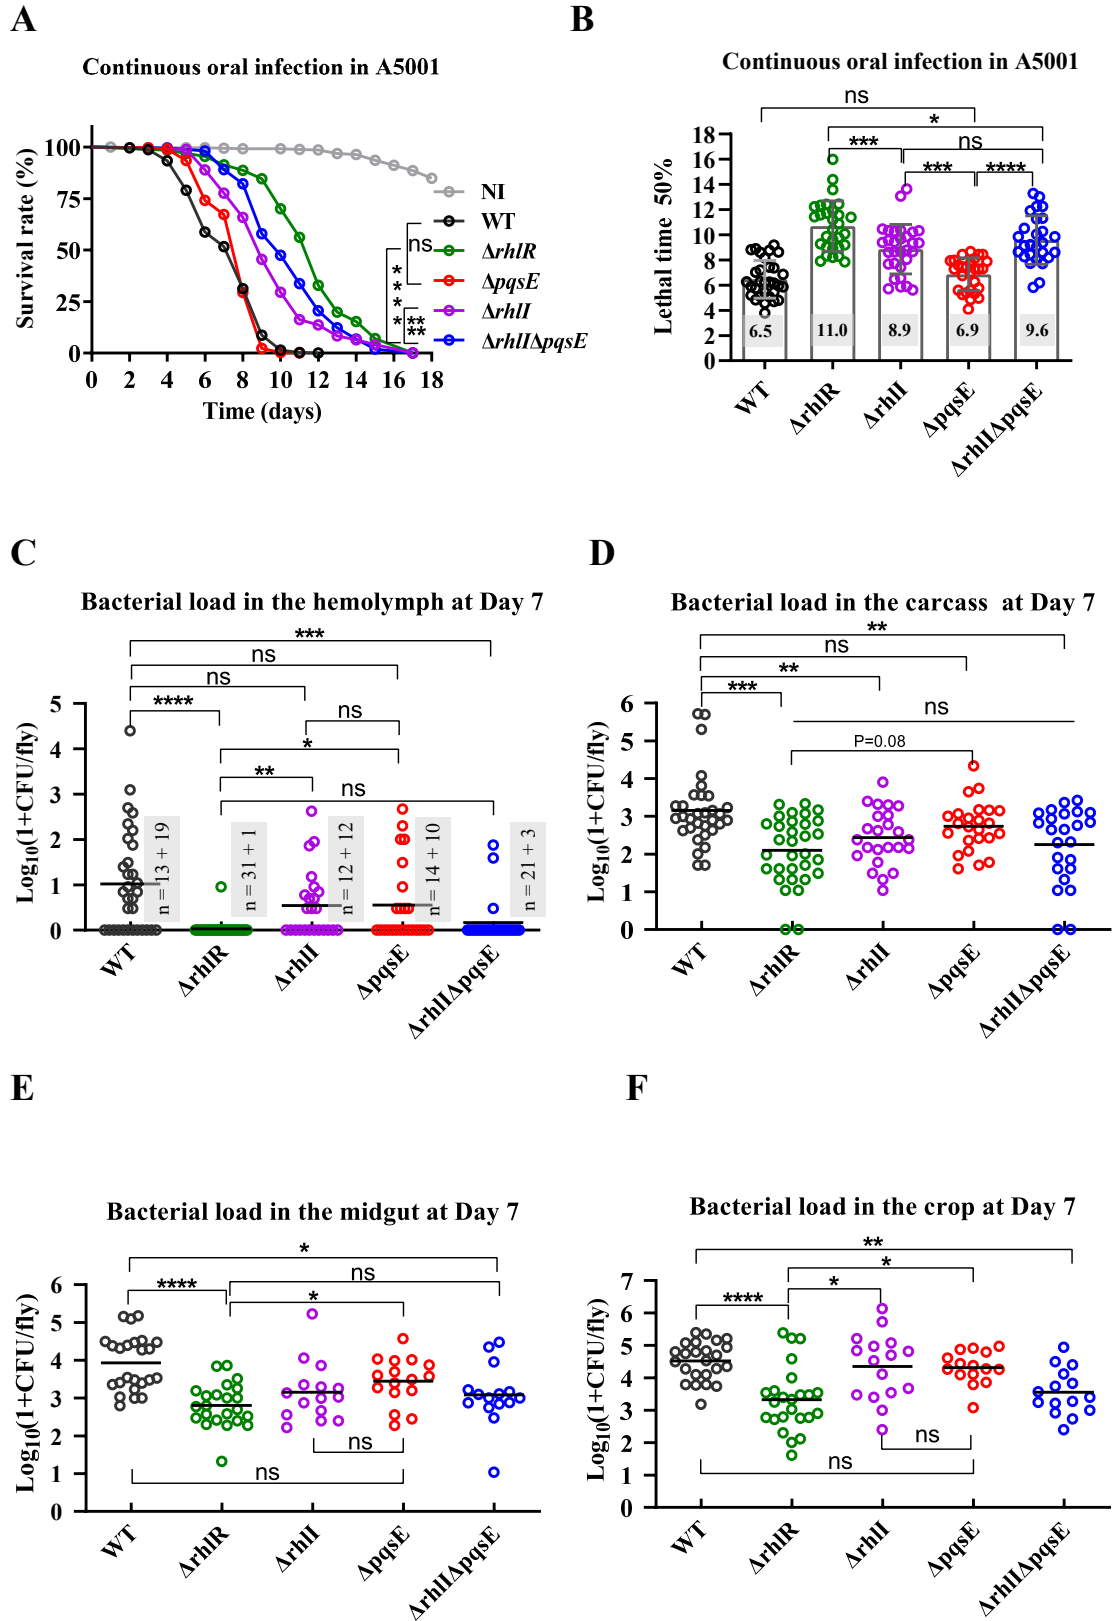 A
Continuous oral infection in A5001
Survival rate (%)
100
75
50
25
0
0 2 4 6 8 10 12 14 16 18
Time (days)
NI
WT
ΔrhlR
ΔpqsE
ΔrhlI
ΔrhlIΔpqsE
ns
****
****
B
Continuous oral infection in A5001
ns
*
*** ns
*** ****
Lethal time 50%
18
16
14
12
10
8
6
4
2
0
6.5 11.0 8.9 6.9 9.6
WT ΔrhlR ΔrhlI ΔpqsE ΔrhlIΔpqsE
C
Bacterial load in the hemolymph at Day 7
***
ns
ns
****
ns
*
**
ns
Log10(1+CFU/fly)
5
4
3
2
1
0
n = 13 + 19
n = 31 + 1
n = 12 + 12
n = 14 + 10
n = 21 + 3
WT ΔrhlR ΔrhlI ΔpqsE ΔrhlIΔpqsE
D
Bacterial load in the carcass at Day 7
**
ns
**
***
ns
P=0.08
Log10(1+CFU/fly)
6
5
4
3
2
1
0
WT ΔrhlR ΔrhlI ΔpqsE ΔrhlIΔpqsE
E
Bacterial load in the midgut at Day 7
*
**** ns
*
Log10(1+CFU/fly)
6
5
4
3
2
1
0
ns
ns
WT ΔrhlR ΔrhlI ΔpqsE ΔrhlIΔpqsE
F
Bacterial load in the crop at Day 7
**
*
*
****
Log10(1+CFU/fly)
7
6
5
4
3
2
1
0
ns
ns
WT ΔrhlR ΔrhlI ΔpqsE ΔrhlIΔpqsE